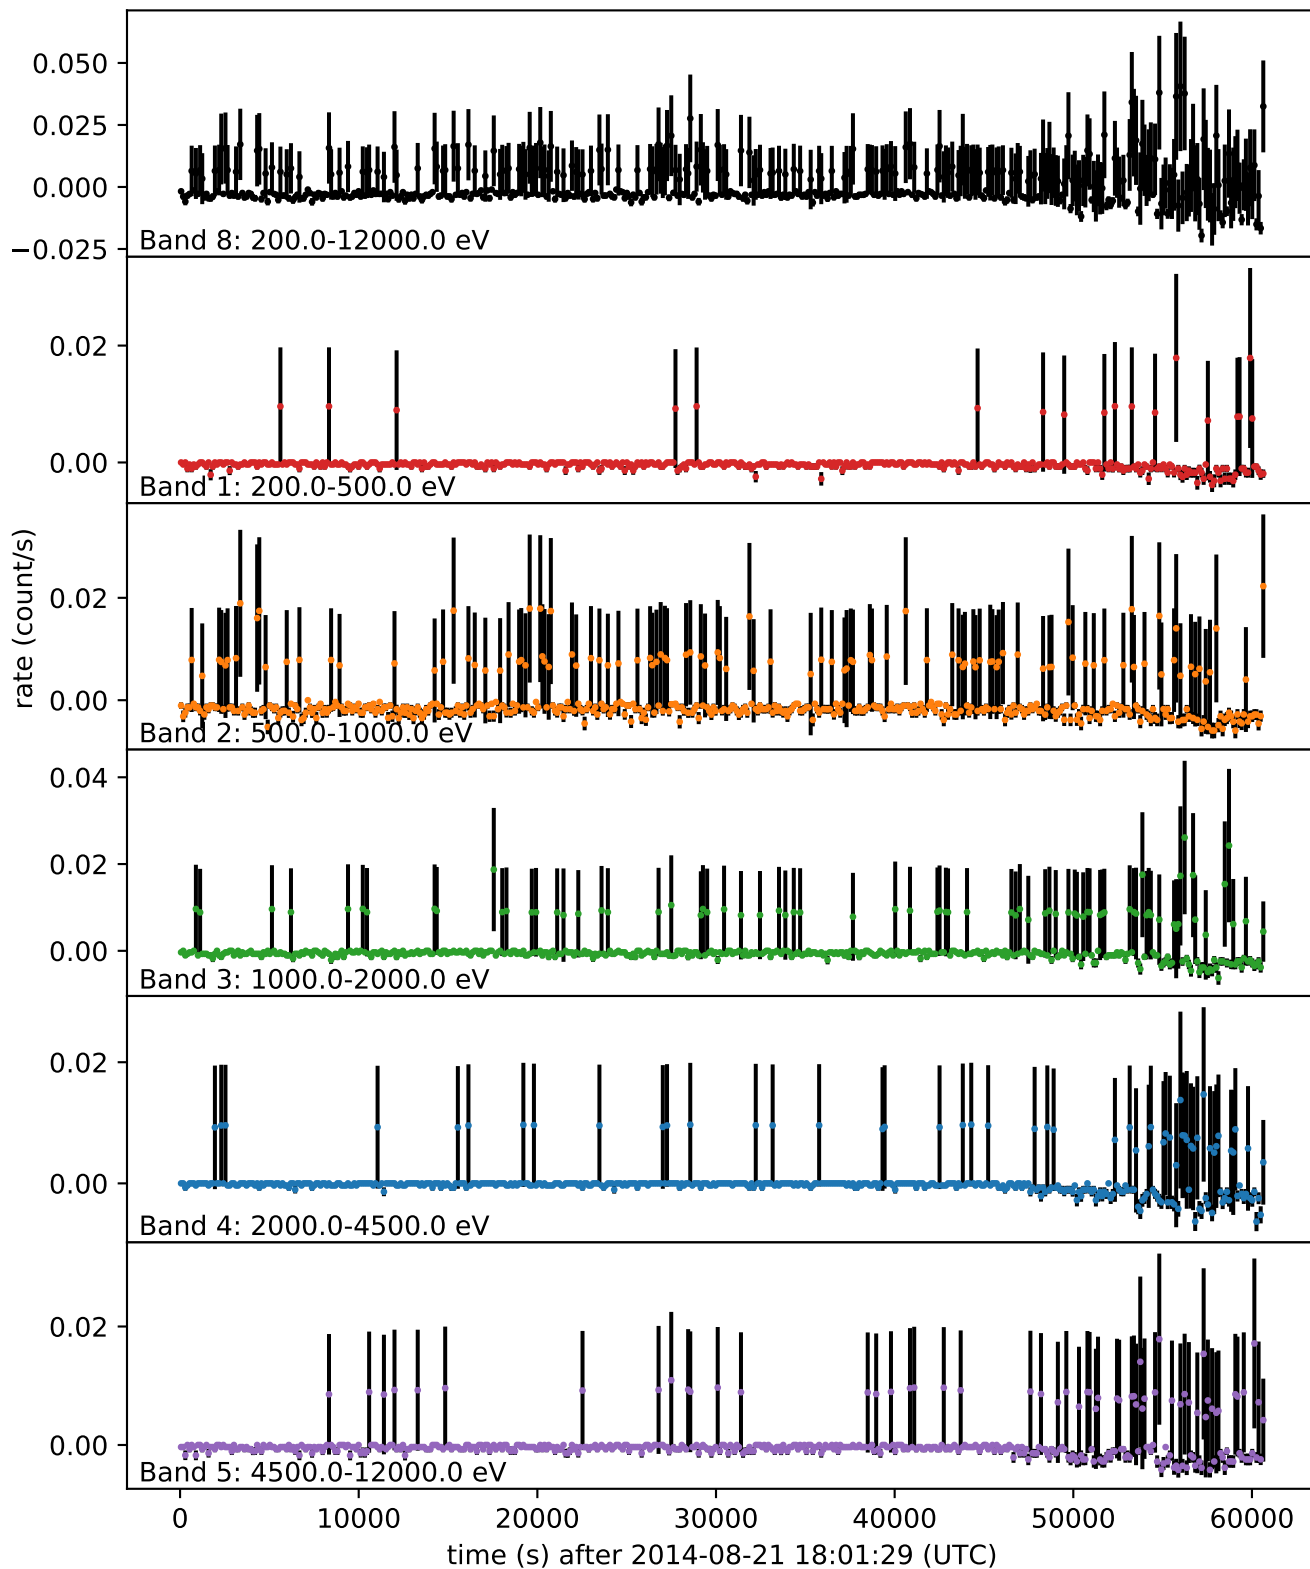 0.050
0.025
0.000
−0.025
Band 8: 200.0-12000.0 eV
0.02
0.00
Band 1: 200.0-500.0 eV
rate (count/s)
0.02
0.00
Band 2: 500.0-1000.0 eV
0.04
0.02
0.00
Band 3: 1000.0-2000.0 eV
0.02
0.00
Band 4: 2000.0-4500.0 eV
0.02
0.00
Band 5: 4500.0-12000.0 eV
0 10000 20000 30000 40000 50000 60000
time (s) after 2014-08-21 18:01:29 (UTC)